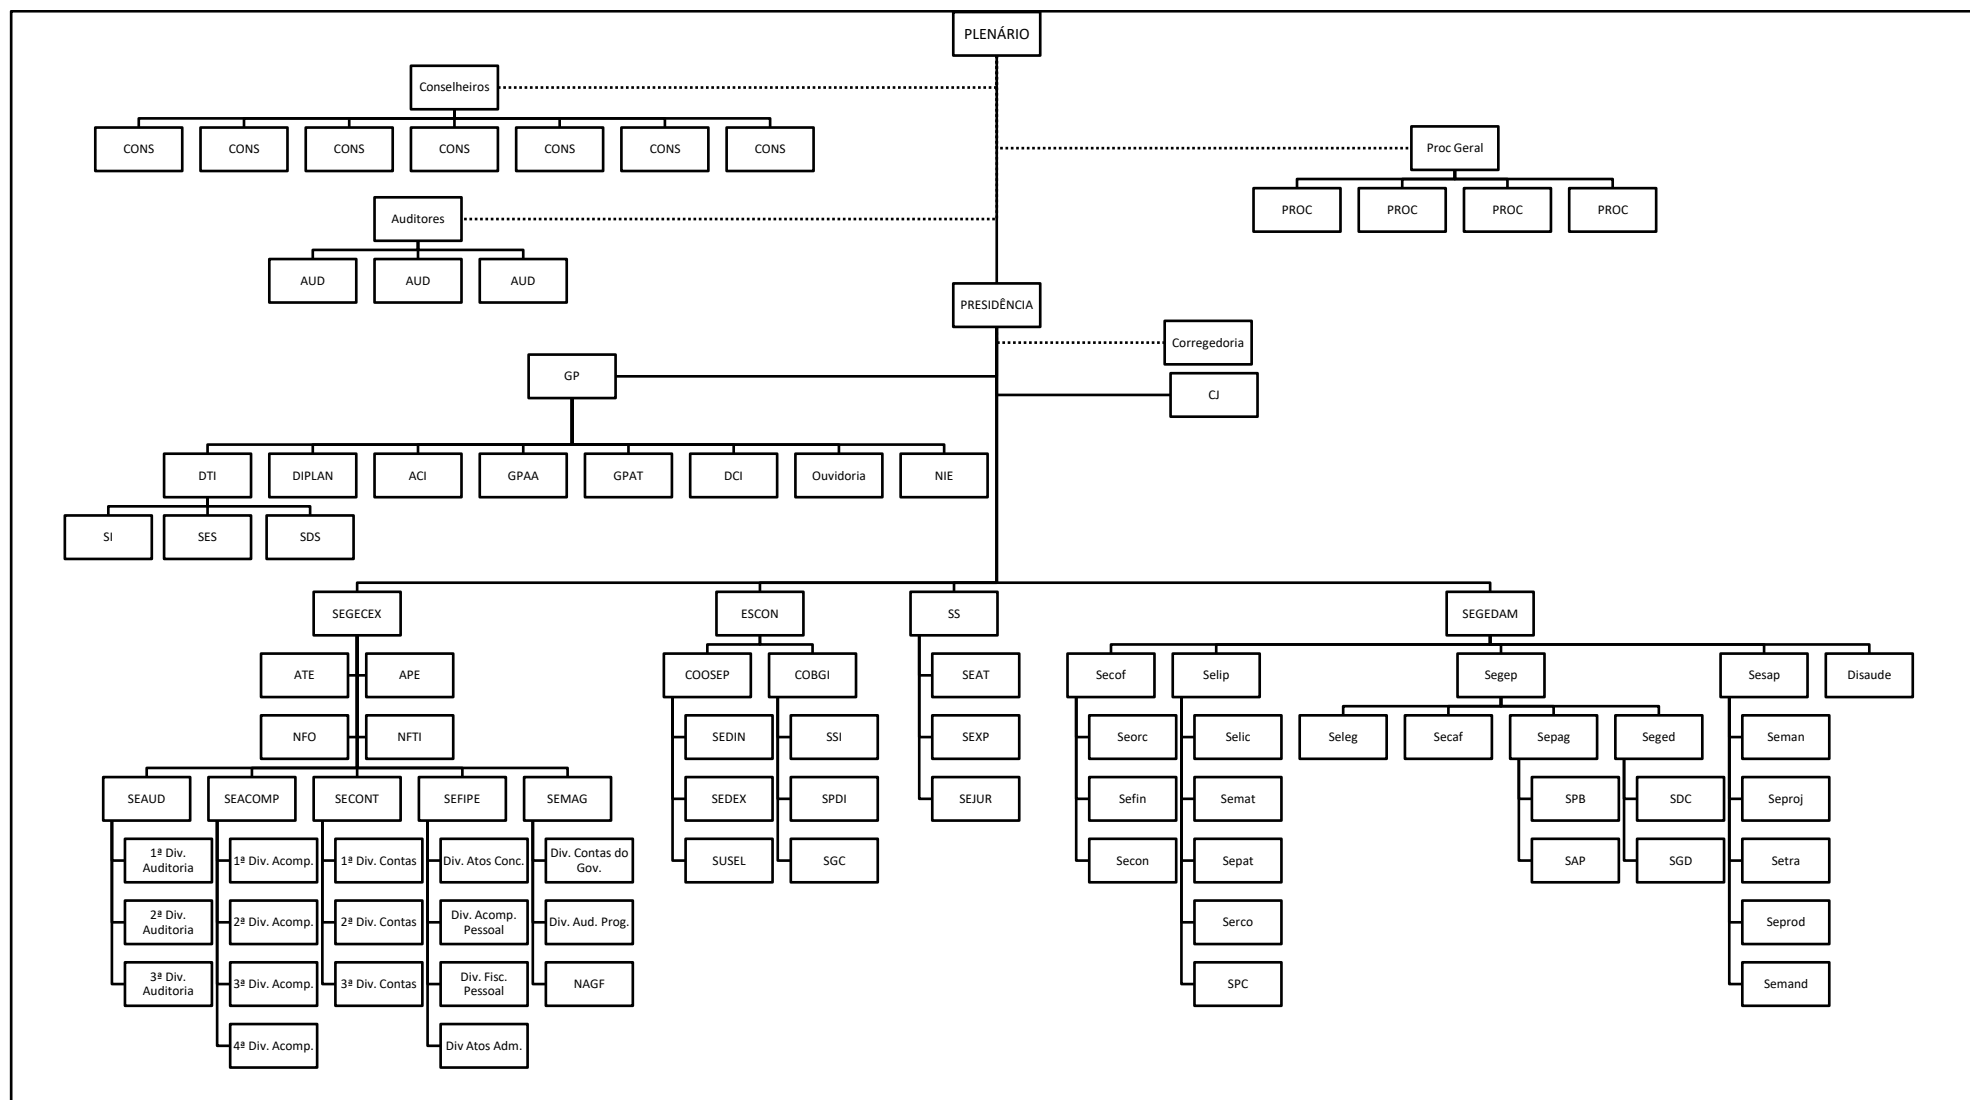 PLENÁRIO
Conselheiros
CONS
CONS
CONS
CONS
CONS
CONS
CONS
Proc Geral
PROC
PROC
PROC
PROC
Auditores
AUD
AUD
AUD
PRESIDÊNCIA
Corregedoria
GP
CJ
DTI
DIPLAN
ACI
GPAA
GPAT
DCI
Ouvidoria
NIE
SI
SES
SDS
SEGECEX
ESCON
SS
SEGEDAM
ATE
APE
NFO
NFTI
SEAUD
SEACOMP
SECONT
SEFIPE
SEMAG
1ª Div.
Auditoria
2ª Div.
Auditoria
3ª Div.
Auditoria
1ª Div. Acomp.
2ª Div. Acomp.
3ª Div. Acomp.
4ª Div. Acomp.
1ª Div. Contas
2ª Div. Contas
3ª Div. Contas
Div. Atos Conc.
Div. Acomp.
Pessoal
Div. Fisc.
Pessoal
Div Atos Adm.
Div. Contas do
Gov.
Div. Aud. Prog.
NAGF
COOSEP
COBGI
SEDIN
SEDEX
SUSEL
SSI
SPDI
SGC
SEAT
SEXP
SEJUR
Secof
Selip
Segep
Sesap
Disaude
Seorc
Sefin
Secon
Selic
Semat
Sepat
Serco
SPC
Seleg
Secaf
Sepag
Seged
SPB
SAP
SDC
SGD
Seman
Seproj
Setra
Seprod
Semand